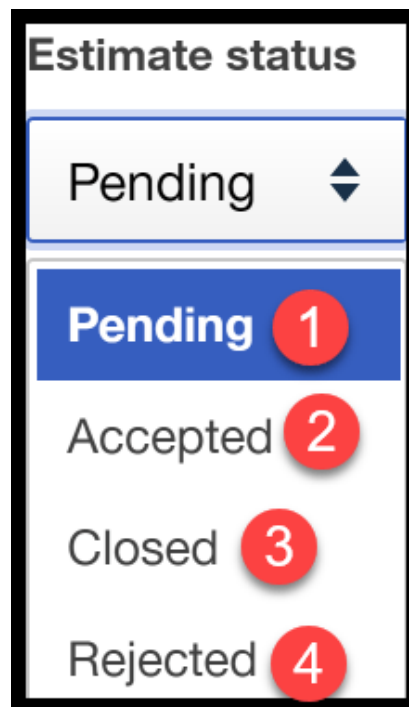 Estimate status
Pending
Pending 1
Accepted 2
Closed 3
Rejected 4